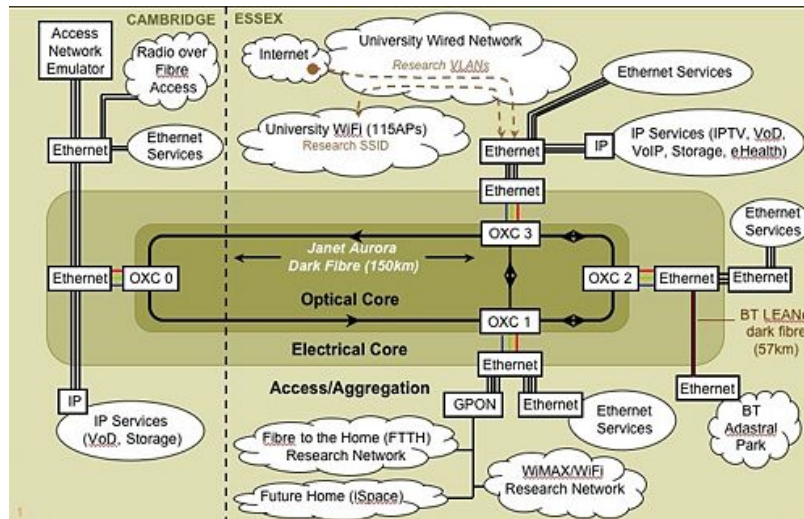 CAMBRIDGE
ESSEX
Access
Network
Emulator
Radio over
Fibre
Access
Ethernet
Ethernet
Services
Internet
University Wired Network
Research VLANs
University WiFi (115APs)
Research SSID
Ethernet Services
Ethernet
IP
IP Services (IPTV, VoD,
VoIP, Storage, eHealth)
Ethernet
OXC 3
Ethernet
Services
Ethernet
OXC 0
Janet Aurora
Dark Fibre (150km)
OXC 2
Ethernet
Ethernet
Optical Core
OXC 1
Electrical Core
BT LEANs
dark fibre
(57km)
Ethernet
Access/Aggregation
IP
IP Services
(VoD, Storage)
GPON
Ethernet
Ethernet
Services
Ethernet
BT
Adastral
Park
Fibre to the Home (FTTH)
Research Network
Future Home (iSpace)
WiMAX/WiFi
Research Network
1